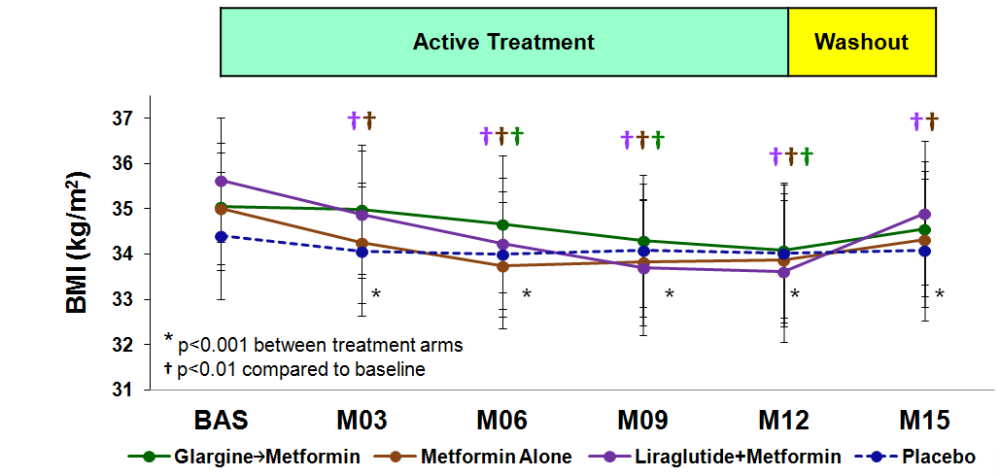 Active Treatment Washout
††
†††
†††
†††
††
BMI (kg/m²)
37
36
35
34
33
32
31
* * * * *
* p<0.001 between treatment arms
† p<0.01 compared to baseline
BAS M03 M06 M09 M12 M15
Glargine→Metformin Metformin Alone Liraglutide+Metformin Placebo